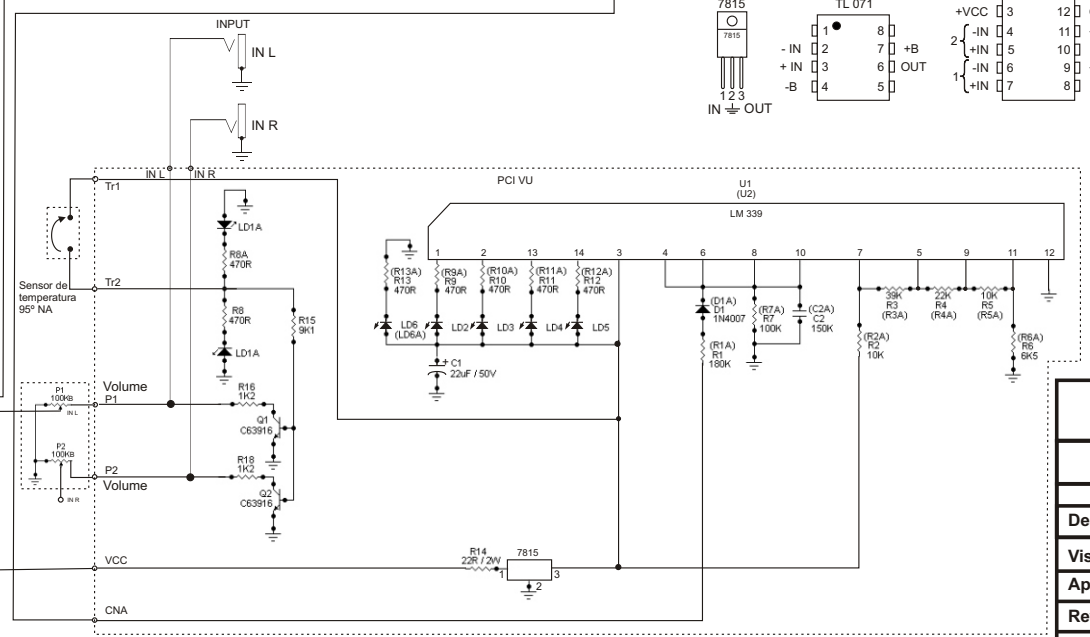 INPUT
IN L
IN R
7815
7815
1 2 3
IN OUT
TL 071
1 8
- IN 2 7 +B
+ IN 3 6 OUT
-B 4 5
+VCC 3 12
2 -IN 4 11
+IN 5 10
1 -IN 6 9
+IN 7 8
IN L IN R
Tr1
PCI VU
U1
(U2)
LM 339
1 2 13 14 3 4 6 8 10 7 5 9 11 12
LD1A
R8A
470R
Sensor de
temperatura
95º NA
Tr2
R8
470R
LD1A
R15
9K1
(R13A)
R13
470R
(R9A)
R9
470R
(R10A)
R10
470R
(R11A)
R11
470R
(R12A)
R12
470R
LD6
(LD6A)
LD2
LD3
LD4
LD5
+ C1
22uF / 50V
(D1A)
D1
1N4007
(R1A)
R1
180K
(R7A)
R7
100K
(C2A)
C2
150K
39K
R3
(R3A)
22K
R4
(R4A)
10K
R5
(R5A)
(R2A)
R2
10K
(R6A)
R6
6K5
P1
100KB
IN L
Volume
P1
R16
1K2
Q1
C63916
P2
100KB
IN R
P2
Volume
R18
1K2
Q2
C63916
VCC
R14
22R / 2W
7815
1 3
2
CNA
De
Vis
Ap
Re